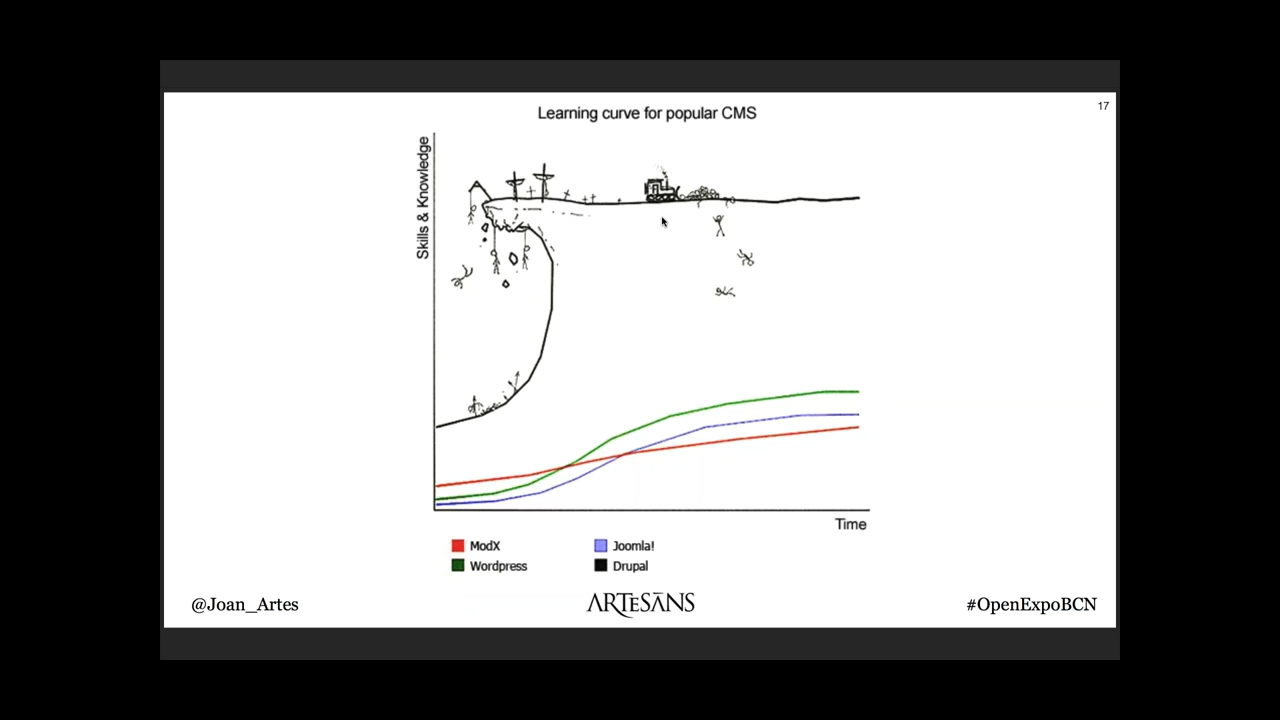 17
Learning curve for popular CMS
Skills & Knowledge
Time
ModX
Joomla!
Wordpress
Drupal
@Joan_Artes
ARTESANS
#OpenExpoBCN